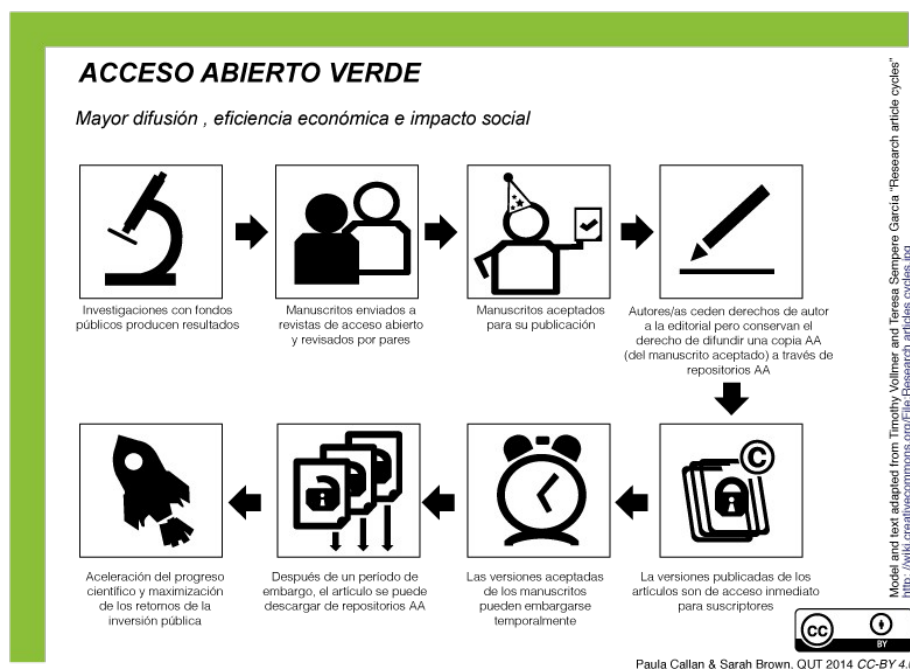 ACCESO ABIERTO VERDE
Mayor difusión , eficiencia económica e impacto social
Investigaciones con fondos
públicos producen resultados
Manuscritos enviados a
revistas de acceso abierto
y revisados por pares
Manuscritos aceptados
para su publicación
Autores/as ceden derechos de autor
a la editorial pero conservan el
derecho de difundir una copia AA
(del manuscrito aceptado) a través de
repositorios AA
C
La versiones publicadas de los
artículos son de acceso inmediato
para suscriptores
Las versiones aceptadas
de los manuscritos
pueden embargarse
temporalmente
Después de un período de
embargo, el artículo se puede
descargar de repositorios AA
Aceleración del progreso
científico y maximización
de los retornos de la
inversión pública
Model and text adapted from Timothy Vollmer and Teresa Sempere Garcia "Research article cycles"
http: //wiki.creativecommons.org/File:Research articles cycles.jpg
cc
BY
Paula Callan & Sarah Brown. QUT 2014 CC-BY 4.